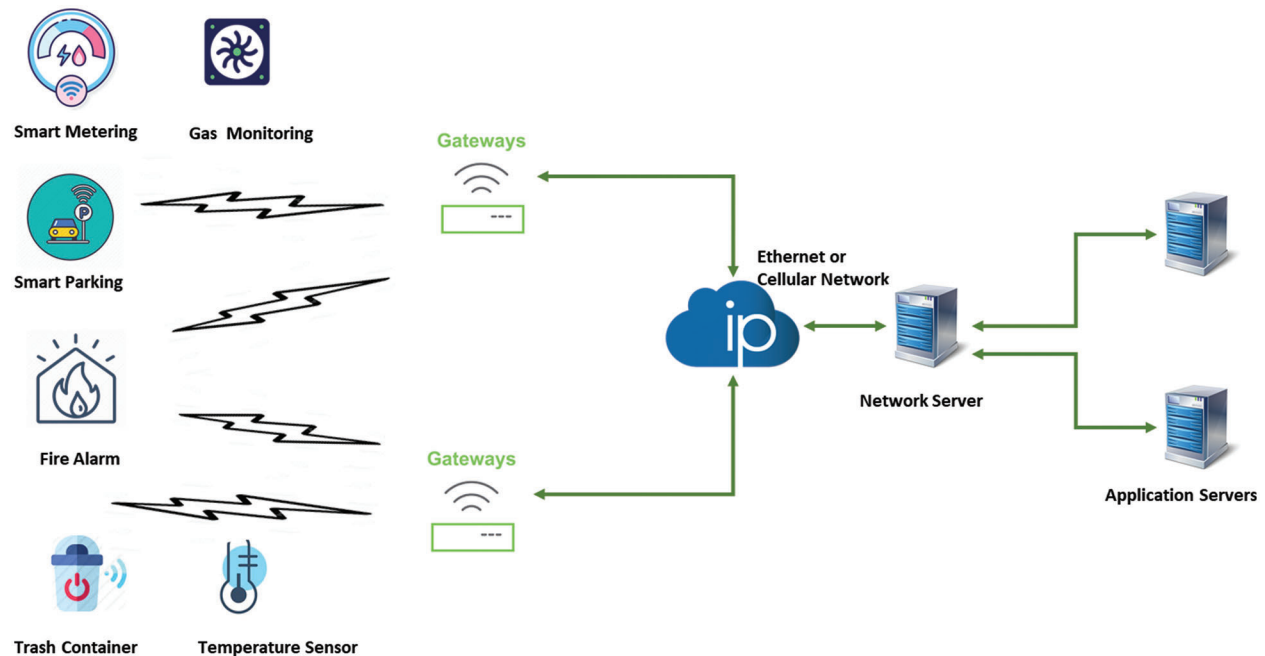 Smart Metering
Gas Monitoring
Gateways
Smart Parking
Ethernet or
Cellular Network
ip
Network Server
Fire Alarm
Gateways
Application Servers
Trash Container
Temperature Sensor
P